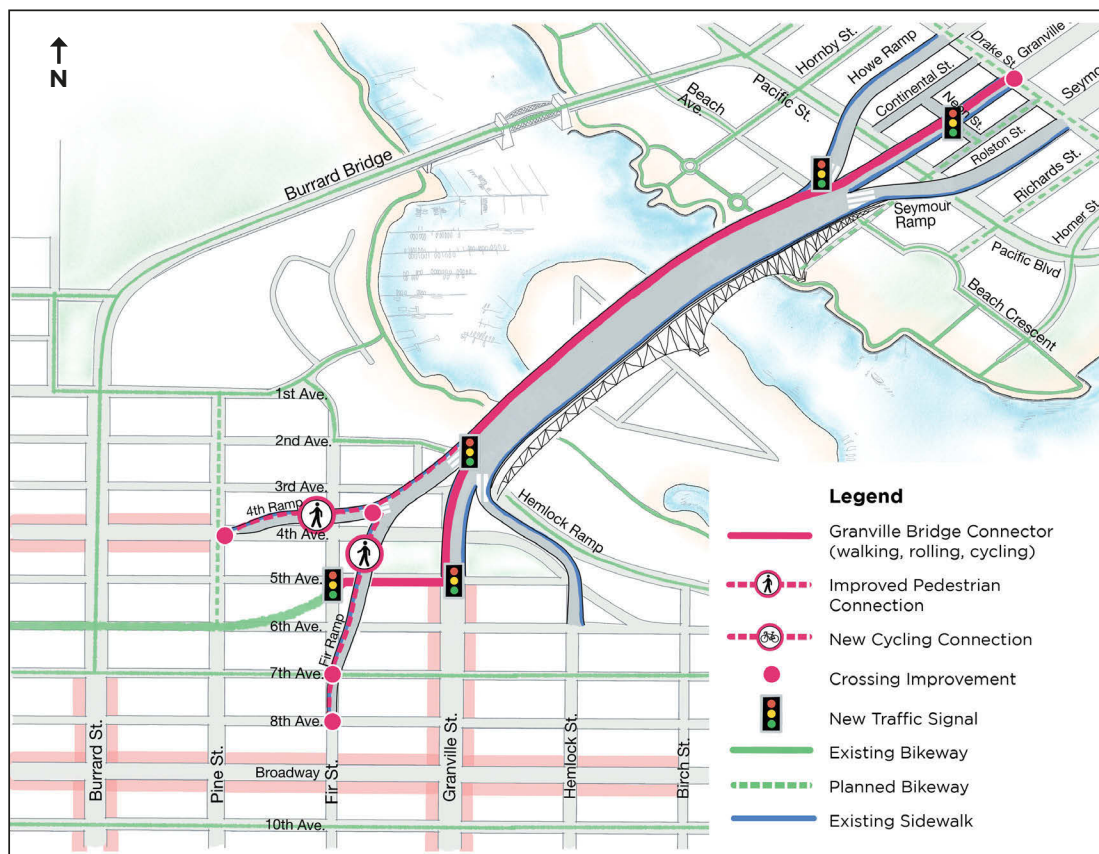 N
Burrard Bridge
Hornby St.
Howe Ramp
Drake St.
Granville
Beach
Ave.
Pacific St.
Continental St.
Neon St.
Seymo
Rolston St.
Richards St.
Seymour
Ramp
Homer St.
Pacific Blvd
Beach Crescent
1st Ave.
2nd Ave.
3rd Ave.
4th Ramp
4th Ave.
Hemlock Ramp
5th Ave.
6th Ave.
Fir Ramp
7th Ave.
8th Ave.
Broadway
10th Ave.
Burrard St.
Pine St.
Fir St.
Granville St.
Hemlock St.
Birch St.
Legend
Granville Bridge Connector
(walking, rolling, cycling)
Improved Pedestrian
Connection
New Cycling Connection
Crossing Improvement
New Traffic Signal
Existing Bikeway
Planned Bikeway
Existing Sidewalk